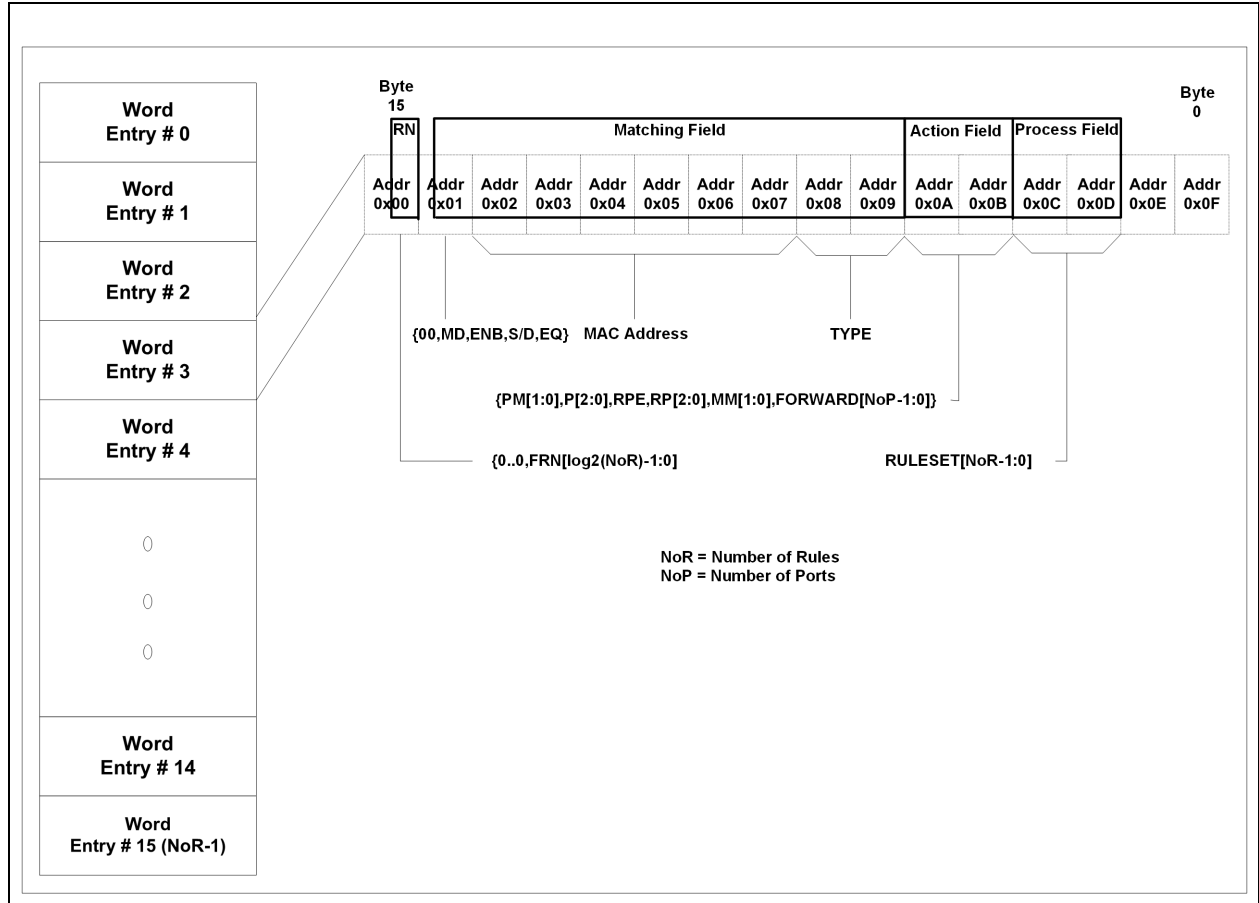 Word
Entry # 0
Word
Entry # 1
Word
Entry # 2
Word
Entry # 3
Word
Entry # 4
Word
Entry # 14
Word
Entry # 15 (NoR-1)
Byte
15
Byte
0
RN
Matching Field
Action Field
Process Field
Addr Addr Addr Addr Addr Addr Addr Addr Addr Addr Addr Addr Addr Addr Addr Addr
0x00 0x01 0x02 0x03 0x04 0x05 0x06 0x07 0x08 0x09 0x0A 0x0B 0x0C 0x0D 0x0E 0x0F
{00,MD,ENB,S/D,EQ}
MAC Address
TYPE
{PM[1:0],P[2:0],RPE,RP[2:0],MM[1:0],FORWARD[NoP-1:0]}
{0..0,FRN[log2(NoR)-1:0]
RULESET[NoR-1:0]
NoR = Number of Rules
NoP = Number of Ports